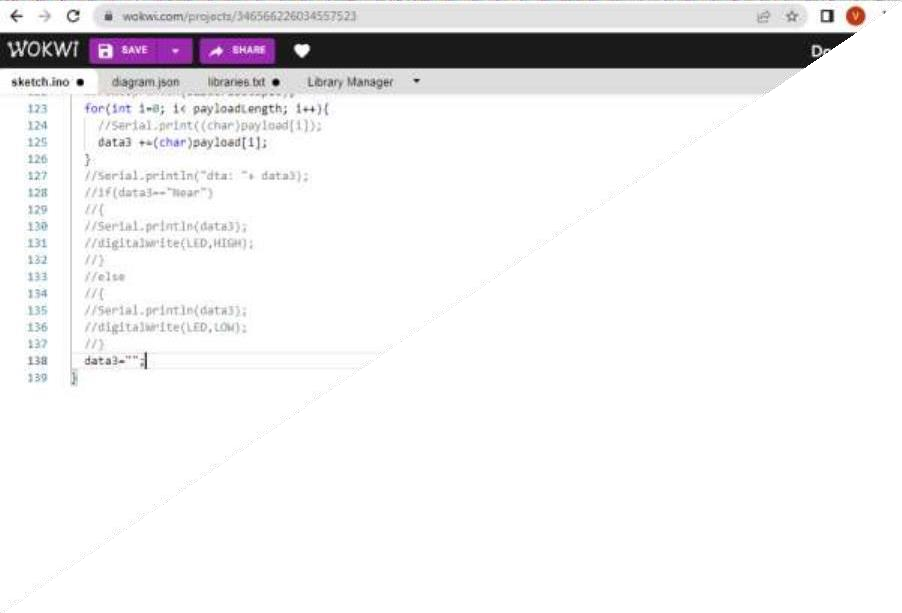 wokwi.com/projects/346566226034557523
WOKWI SAVE SHARE
sketch.ino ● diagram.json libraries.txt ● Library Manager
123 for(int i=0; i< payloadLength; i++){
124 //Serial.print((char)payload[i]);
125 data3 +=(char)payload[i];
126 }
127 //Serial.println("dta: "+ data3);
128 //if(data3=="Near")
129 //{
130 //Serial.println(data3);
131 //digitalWrite(LED,HIGH);
132 //}
133 //else
134 //{
135 //Serial.println(data3);
136 //digitalWrite(LED,LOW);
137 //}
138 data3="";
139 }